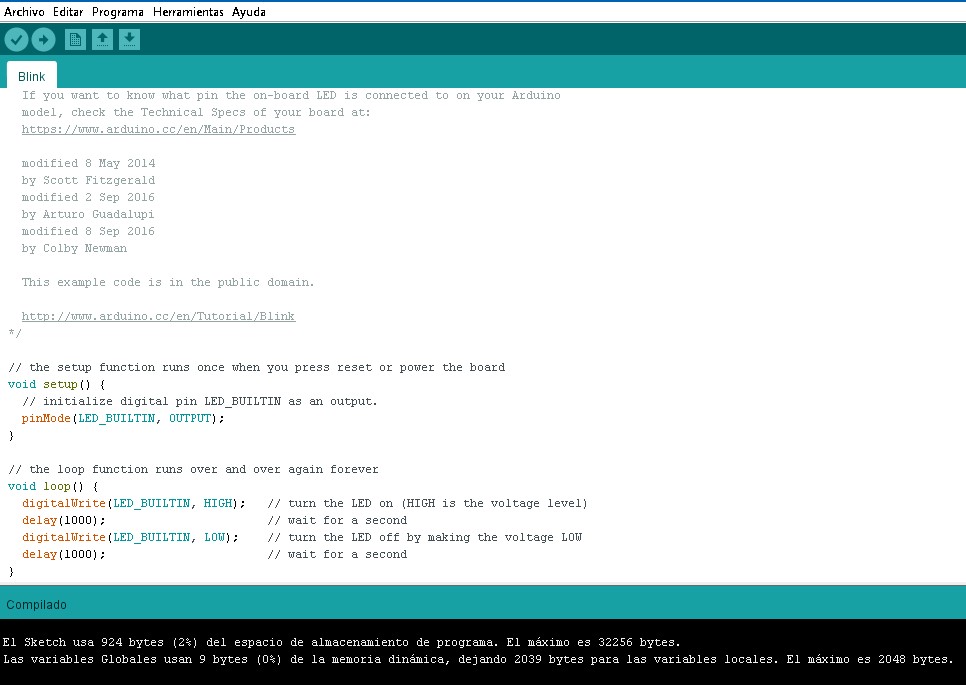 Archivo Editar Programa Herramientas Ayuda
Blink
If you want to know what pin the on-board LED is connected to on your Arduino
model, check the Technical Specs of your board at:
https://www.arduino.cc/en/Main/Products
modified 8 May 2014
by Scott Fitzgerald
modified 2 Sep 2016
by Arturo Guadalupi
modified 8 Sep 2016
by Colby Newman
This example code is in the public domain.
http://www.arduino.cc/en/Tutorial/Blink
*/
// the setup function runs once when you press reset or power the board
void setup() {
  // initialize digital pin LED_BUILTIN as an output.
  pinMode(LED_BUILTIN, OUTPUT);
}
// the loop function runs over and over again forever
void loop() {
  digitalWrite(LED_BUILTIN, HIGH);   // turn the LED on (HIGH is the voltage level)
  delay(1000);                       // wait for a second
  digitalWrite(LED_BUILTIN, LOW);    // turn the LED off by making the voltage LOW
  delay(1000);                       // wait for a second
}
Compilado
El Sketch usa 924 bytes (2%) del espacio de almacenamiento de programa. El máximo es 32256 bytes.
Las variables Globales usan 9 bytes (0%) de la memoria dinámica, dejando 2039 bytes para las variables locales. El máximo es 2048 bytes.